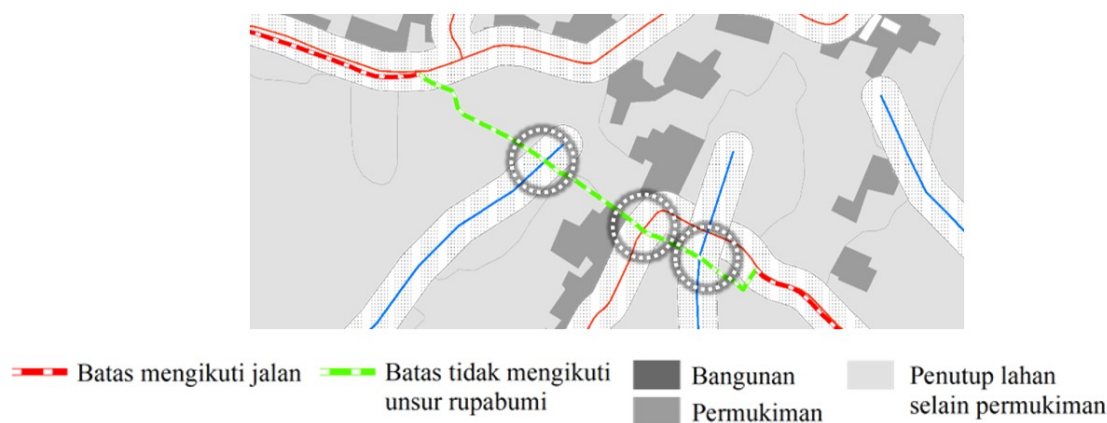 Batas mengikuti jalan
Batas tidak mengikuti
unsur rupabumi
Bangunan
Permukiman
Penutup lahan
selain permukiman